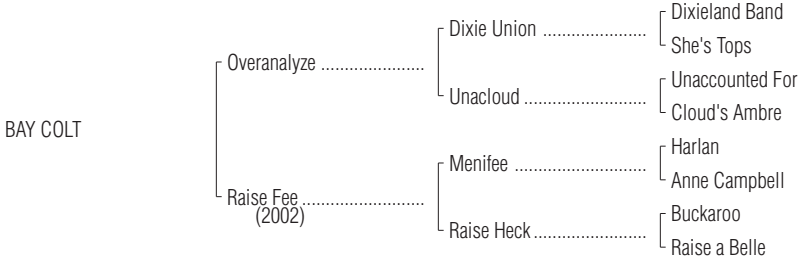 Dixieland Band
Dixie Union ......................
She's Tops
Overanalyze ......................
Unaccounted For
Unacloud ..........................
Cloud's Ambre
BAY COLT
Harlan
Menifee ............................
Anne Campbell
Raise Fee ..........................
(2002)
Buckaroo
Raise Heck ........................
Raise a Belle